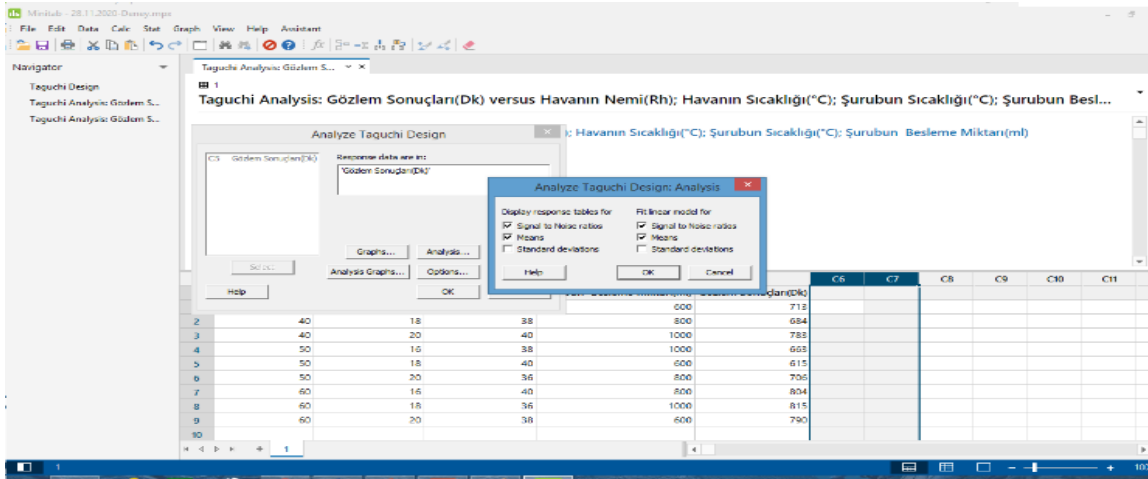 Minitab - 28.11.2020-Osmay.mpx
File Edit Data Calc Stat Graph View Help Assistant
Navigator
Taguchi Design
Taguchi Analysis: Gözlem S...
Taguchi Analysis: Gözlem S...
Taguchi Analysis: Gözlem S...
1
Taguchi Analysis: Gözlem Sonuçları(Dk) versus Havanın Nemi(Rh); Havanın Sıcaklığı(°C); Şurubun Sıcaklığı(°C); Şurubun Besl...
); Havanın Sıcaklığı(°C); Şurubun Sıcaklığı(°C); Şurubun Besleme Miktarı(ml)
Analyze Taguchi Design
C5 Gözlem Sonuçları(Dk)
Response data are in:
'Gözlem Sonuçları(Dk)'
Graphs... Analysis...
Select
Analysis Graphs... Options...
Help OK
Analyze Taguchi Design: Analysis
Display response tables for Fit linear model for
Signal to Noise ratios Signal to Noise ratios
Means Means
Standard deviations Standard deviations
Help OK Cancel
C6 C7 C8 C9 C10 C11
600 713
2 40 18 38 800 684
3 40 20 40 1000 783
4 50 16 38 1000 663
5 50 18 40 600 615
6 50 20 36 800 706
7 60 16 40 800 804
8 60 18 36 1000 815
9 60 20 38 600 790
10
1
1
100